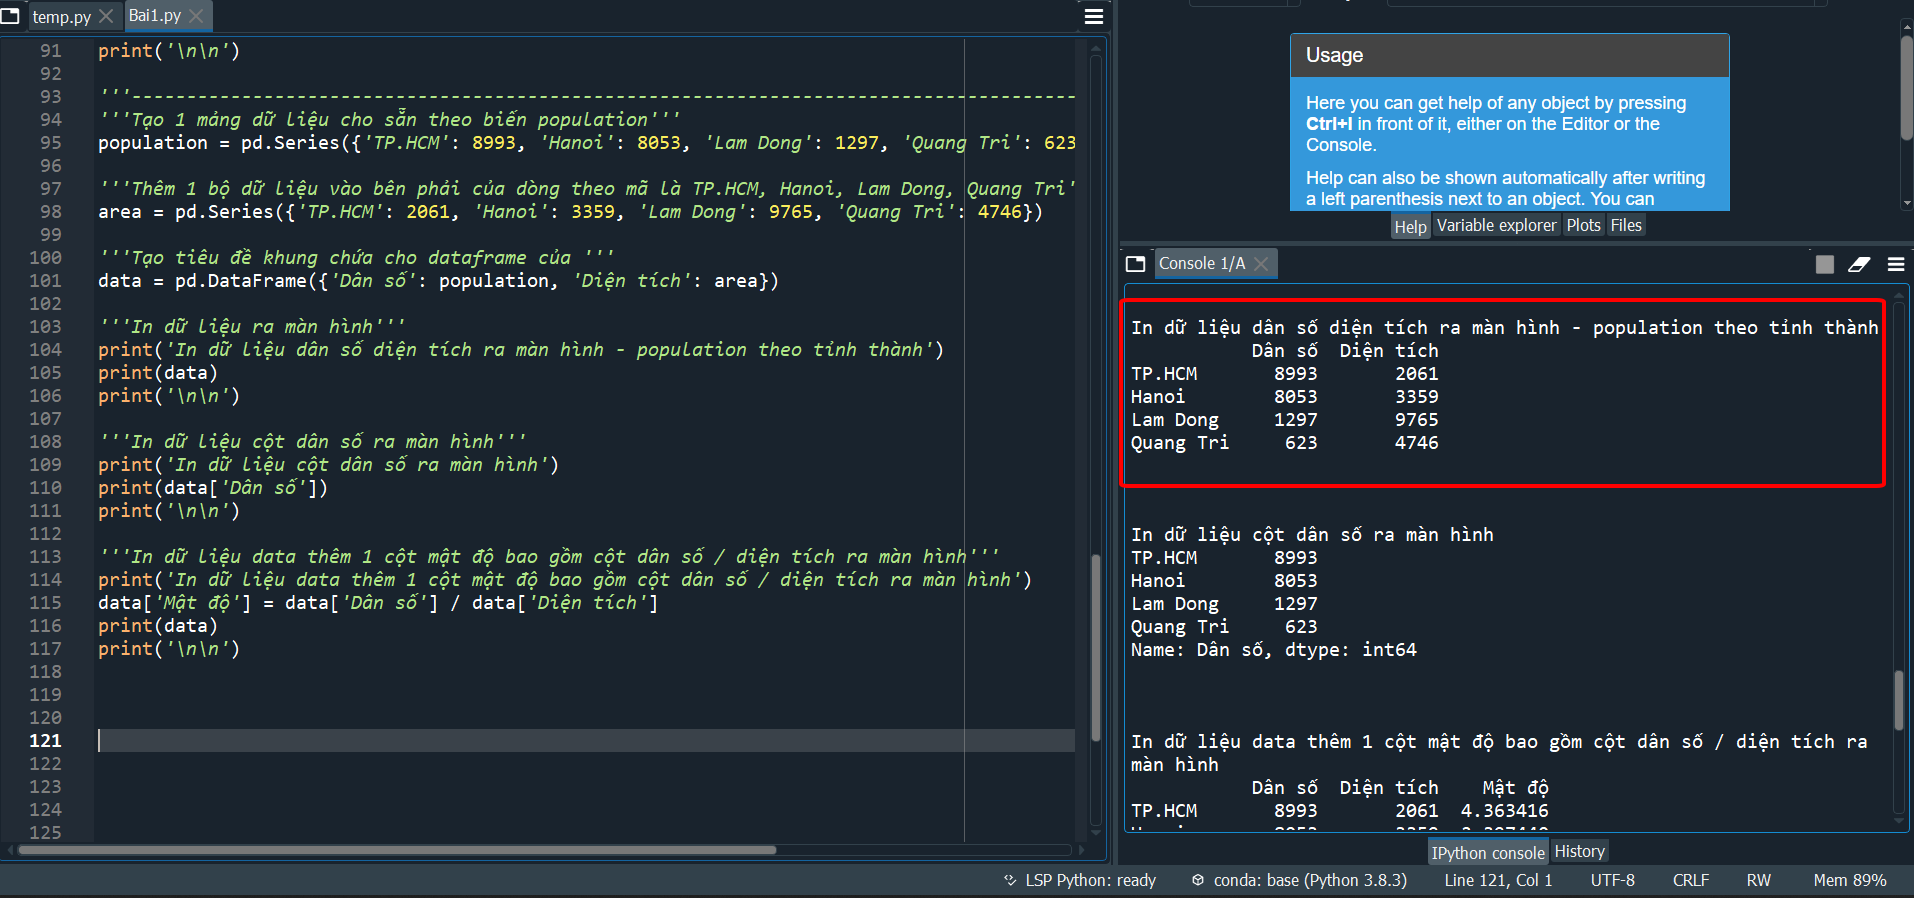 temp.py
Bai1.py
91 print('\n\n')
92
93 '''---------------------------------------------------------------------------------------
94 '''Tạo 1 mảng dữ liệu cho sẵn theo biến population'''
95 population = pd.Series({'TP.HCM': 8993, 'Hanoi': 8053, 'Lam Dong': 1297, 'Quang Tri': 623
96
97 '''Thêm 1 bộ dữ liệu vào bên phải của dòng theo mã là TP.HCM, Hanoi, Lam Dong, Quang Tri'
98 area = pd.Series({'TP.HCM': 2061, 'Hanoi': 3359, 'Lam Dong': 9765, 'Quang Tri': 4746})
99
100 '''Tạo tiêu đề khung chứa cho dataframe của '''
101 data = pd.DataFrame({'Dân số': population, 'Diện tích': area})
102
103 '''In dữ liệu ra màn hình'''
104 print('In dữ liệu dân số diện tích ra màn hình - population theo tỉnh thành')
105 print(data)
106 print('\n\n')
107
108 '''In dữ liệu cột dân số ra màn hình'''
109 print('In dữ liệu cột dân số ra màn hình')
110 print(data['Dân số'])
111 print('\n\n')
112
113 '''In dữ liệu data thêm 1 cột mật độ bao gồm cột dân số / diện tích ra màn hình'''
114 print('In dữ liệu data thêm 1 cột mật độ bao gồm cột dân số / diện tích ra màn hình')
115 data['Mật độ'] = data['Dân số'] / data['Diện tích']
116 print(data)
117 print('\n\n')
118
119
120
121
122
123
124
125
Usage
Here you can get help of any object by pressing
Ctrl+I in front of it, either on the Editor or the
Console.
Help can also be shown automatically after writing
a left parenthesis next to an object. You can
Help Variable explorer Plots Files
Console 1/A
In dữ liệu dân số diện tích ra màn hình - population theo tỉnh thành
Dân số Diện tích
TP.HCM 8993 2061
Hanoi 8053 3359
Lam Dong 1297 9765
Quang Tri 623 4746
In dữ liệu cột dân số ra màn hình
TP.HCM 8993
Hanoi 8053
Lam Dong 1297
Quang Tri 623
Name: Dân số, dtype: int64
In dữ liệu data thêm 1 cột mật độ bao gồm cột dân số / diện tích ra
màn hình
Dân số Diện tích Mật độ
TP.HCM 8993 2061 4.363416
IPython console History
LSP Python: ready conda: base (Python 3.8.3) Line 121, Col 1 UTF-8 CRLF RW Mem 89%